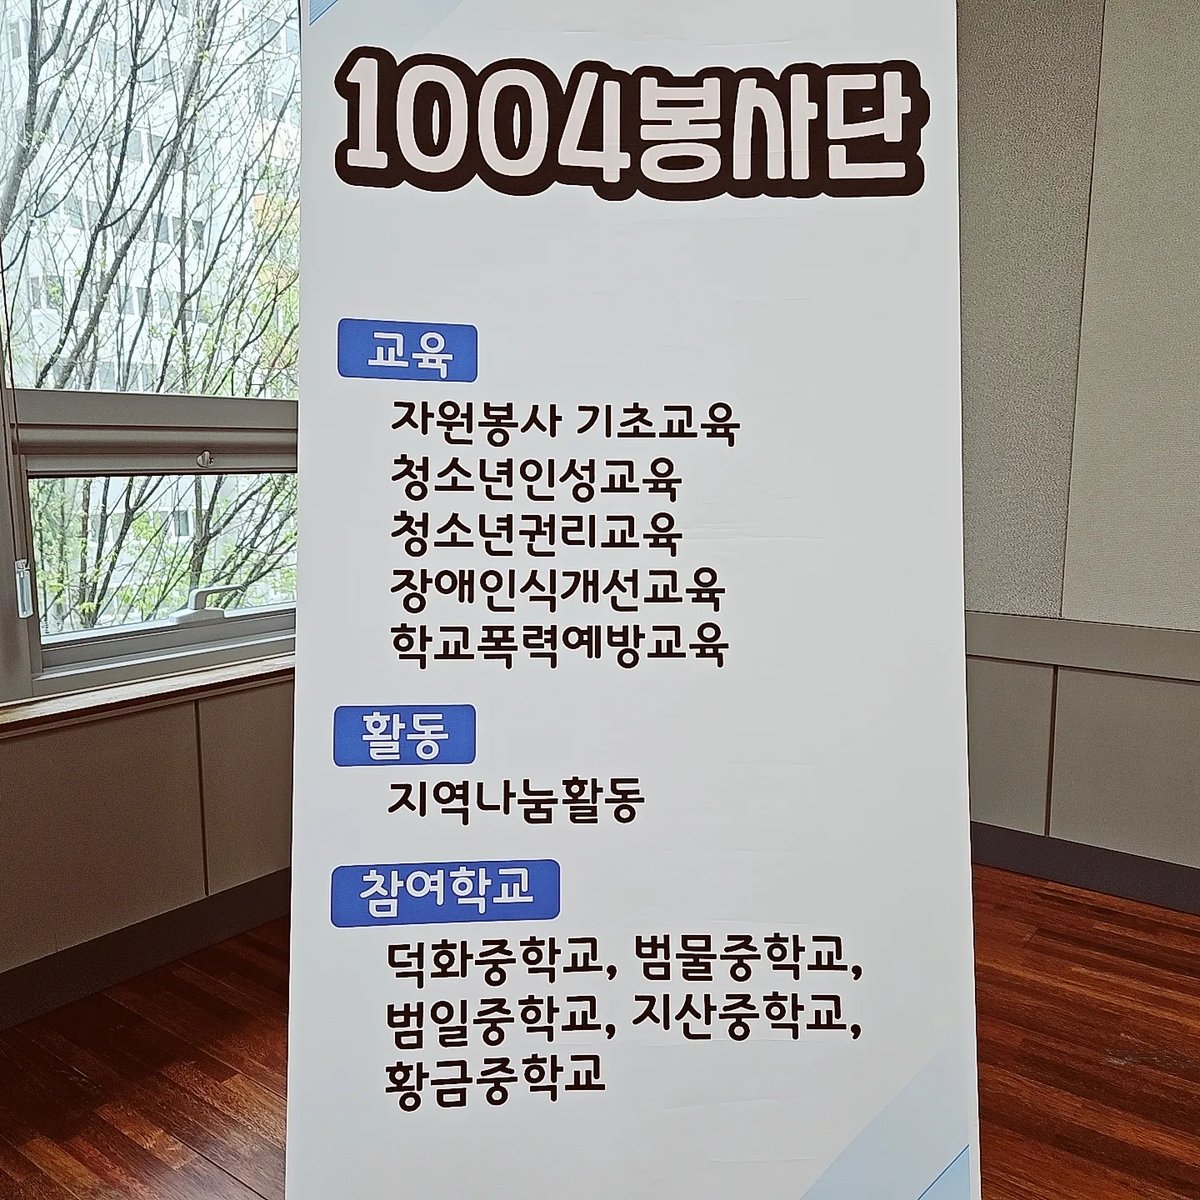 1004봉사단
교육
자원봉사 기초교육
청소년인성교육
청소년권리교육
장애인식개선교육
학교폭력예방교육
활동
지역나눔활동
참여학교
덕화중학교, 범물중학교,
범일중학교, 지산중학교,
황금중학교